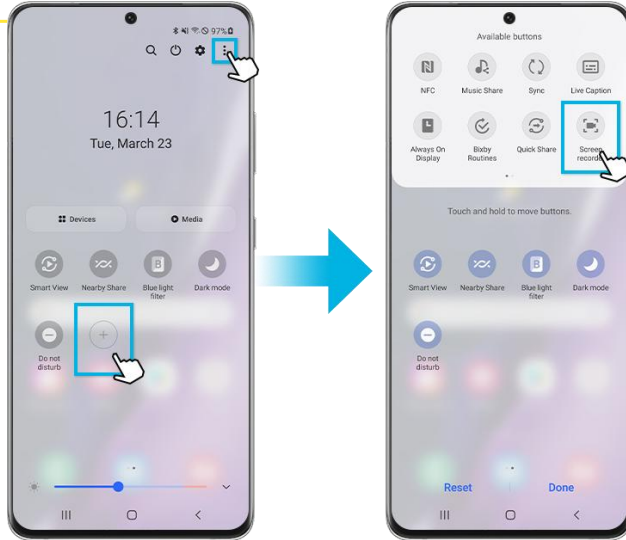 97%
16:14
Tue, March 23
Devices
Media
Smart View
Nearby Share
Blue light
filter
Dark mode
Do not
disturb
Available buttons
NFC
Music Share
Sync
Live Caption
Always On
Display
Bixby
Routines
Quick Share
Screen
recorder
Touch and hold to move buttons.
Smart View
Nearby Share
Blue light
filter
Dark mode
Do not
disturb
Reset
Done